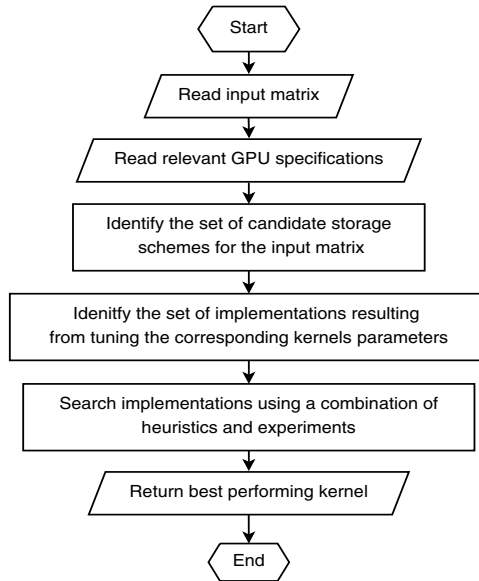 Start
Read input matrix
Read relevant GPU specifications
Identify the set of candidate storage
schemes for the input matrix
Idenitfy the set of implementations resulting
from tuning the corresponding kernels parameters
Search implementations using a combination of
heuristics and experiments
Return best performing kernel
End